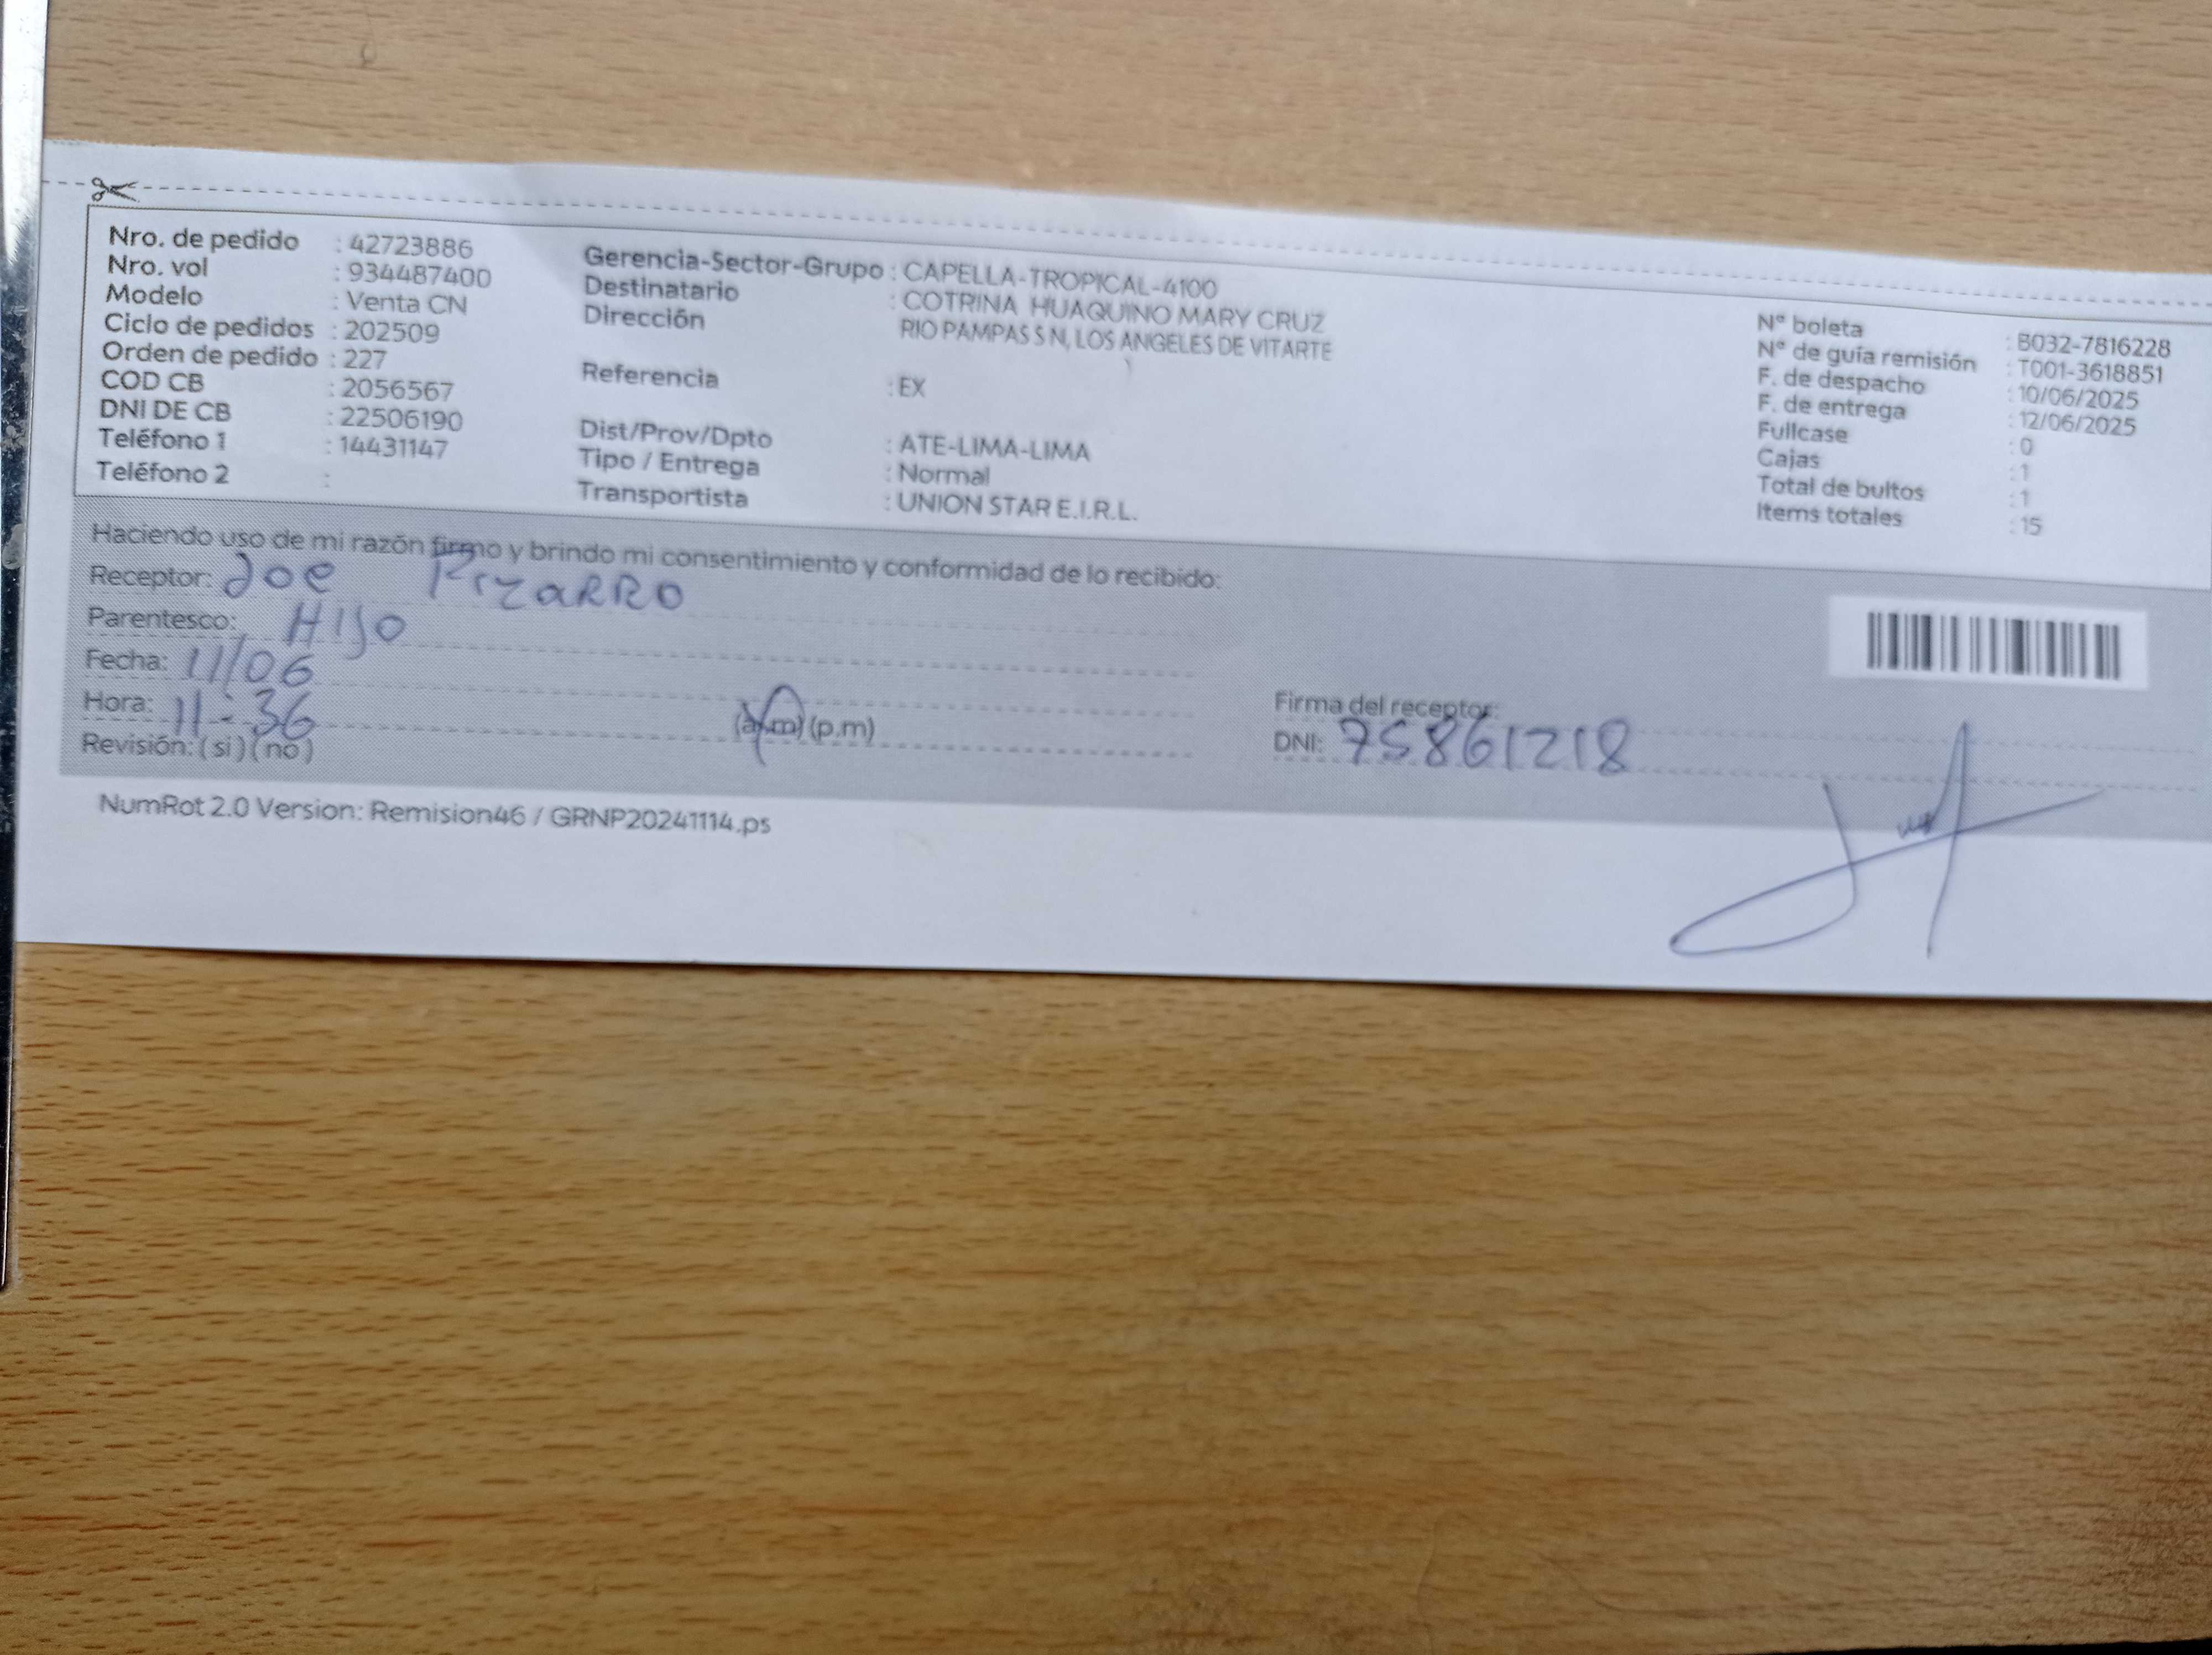 Nro. de pedido : 42723886
Nro. vol : 934487400
Modelo : Venta CN
Ciclo de pedidos : 202509
Orden de pedido : 227
COD CB : 2056567
DNI DE CB : 22506190
Teléfono 1 : 14431147
Teléfono 2 :
Gerencia-Sector-Grupo : CAPELLA-TROPICAL-4100
Destinatario : COTRINA HUAQUINO MARY CRUZ
Dirección RIO PAMPAS S N, LOS ANGELES DE VITARTE
Referencia : EX
Dist/Prov/Dpto : ATE-LIMA-LIMA
Tipo / Entrega : Normal
Transportista : UNION STAR E.I.R.L.
N° boleta : B032-7816228
N° de guía remisión : T001-3618851
F. de despacho : 10/06/2025
F. de entrega : 12/06/2025
Fullcase : 0
Cajas : 1
Total de bultos : 1
Items totales : 15
Haciendo uso de mi razón firmo y brindo mi consentimiento y conformidad de lo recibido:
Receptor: Joe Pizarro
Parentesco: HIJO
Fecha: 11/06
Hora: 11:36 (a.m) (p.m)
Revisión: (si) (no)
Firma del receptor:
DNI: 75861218
NumRot 2.0 Version: Remision46 / GRNP20241114.ps